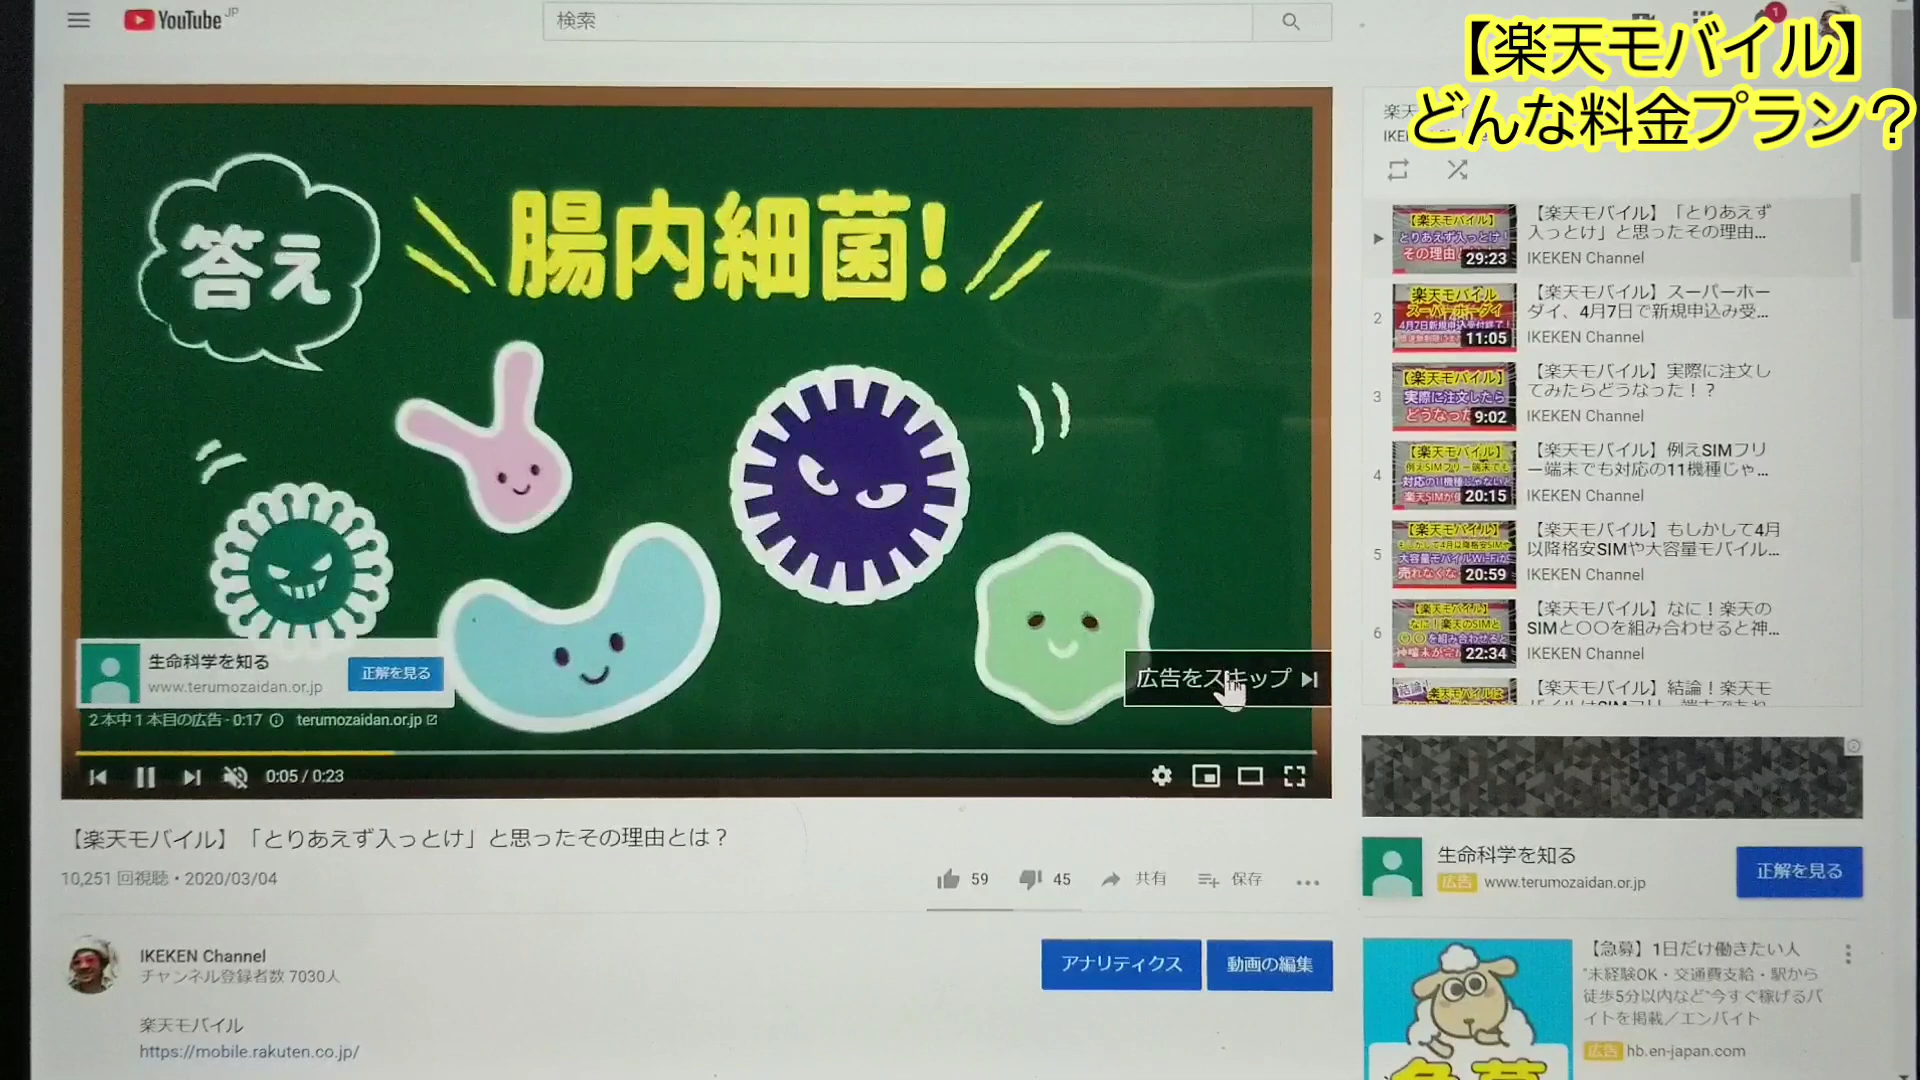 YouTube JP
検索
【楽天モバイル】
どんな料金プラン？
答え
腸内細菌!
生命科学を知る
www.terumozaidan.or.jp
正解を見る
2本中1本目の広告 · 0:17
terumozaidan.or.jp
広告をスキップ
0:05 / 0:23
【楽天モバイル】「とりあえず入っとけ」と思ったその理由とは？
10,251 回視聴・2020/03/04
59
45
共有
保存
IKEKEN Channel
チャンネル登録者数 7030人
アナリティクス
動画の編集
楽天モバイル
https://mobile.rakuten.co.jp/
【楽天モバイル】「とりあえず
入っとけ」と思ったその理由...
IKEKEN Channel
29:23
2
【楽天モバイル】スーパーホー
ダイ、4月7日で新規申込み受...
IKEKEN Channel
11:05
3
【楽天モバイル】実際に注文し
てみたらどうなった！？
IKEKEN Channel
9:02
4
【楽天モバイル】例えSIMフリ
ー端末でも対応の11機種じゃ...
IKEKEN Channel
20:15
5
【楽天モバイル】もしかして4月
以降格安SIMや大容量モバイル...
IKEKEN Channel
20:59
6
【楽天モバイル】なに！楽天の
SIMと〇〇を組み合わせると神...
IKEKEN Channel
22:34
【楽天モバイル】結論！楽天モ
生命科学を知る
広告 www.terumozaidan.or.jp
正解を見る
【急募】1日だけ働きたい人
"未経験OK・交通費支給・駅から
徒歩5分以内など"今すぐ稼げるバ
イトを掲載／エンバイト
広告 hb.en-japan.com